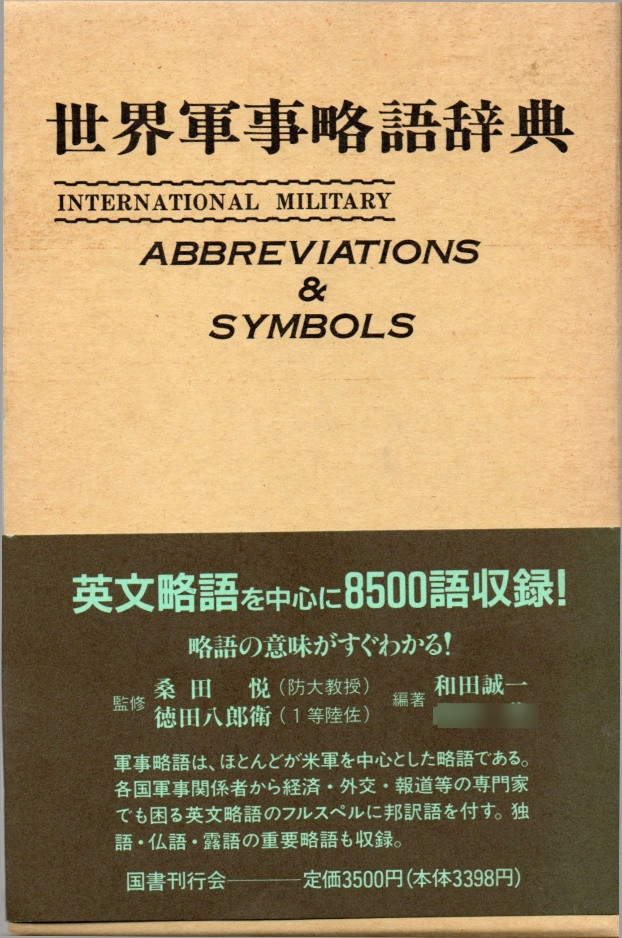 世界軍事略語辞典
INTERNATIONAL MILITARY
ABBREVIATIONS
&
SYMBOLS
英文略語を中心に8500語収録!
略語の意味がすぐわかる!
監修 桑田 悦(防大教授) 編著 和田誠一
徳田八郎衛(1等陸佐)
軍事略語は、ほとんどが米軍を中心とした略語である。
各国軍事関係者から経済・外交・報道等の専門家
でも困る英文略語のフルスペルに邦訳語を付す。独
語・仏語・露語の重要略語も収録。
国書刊行会———定価3500円(本体3398円)